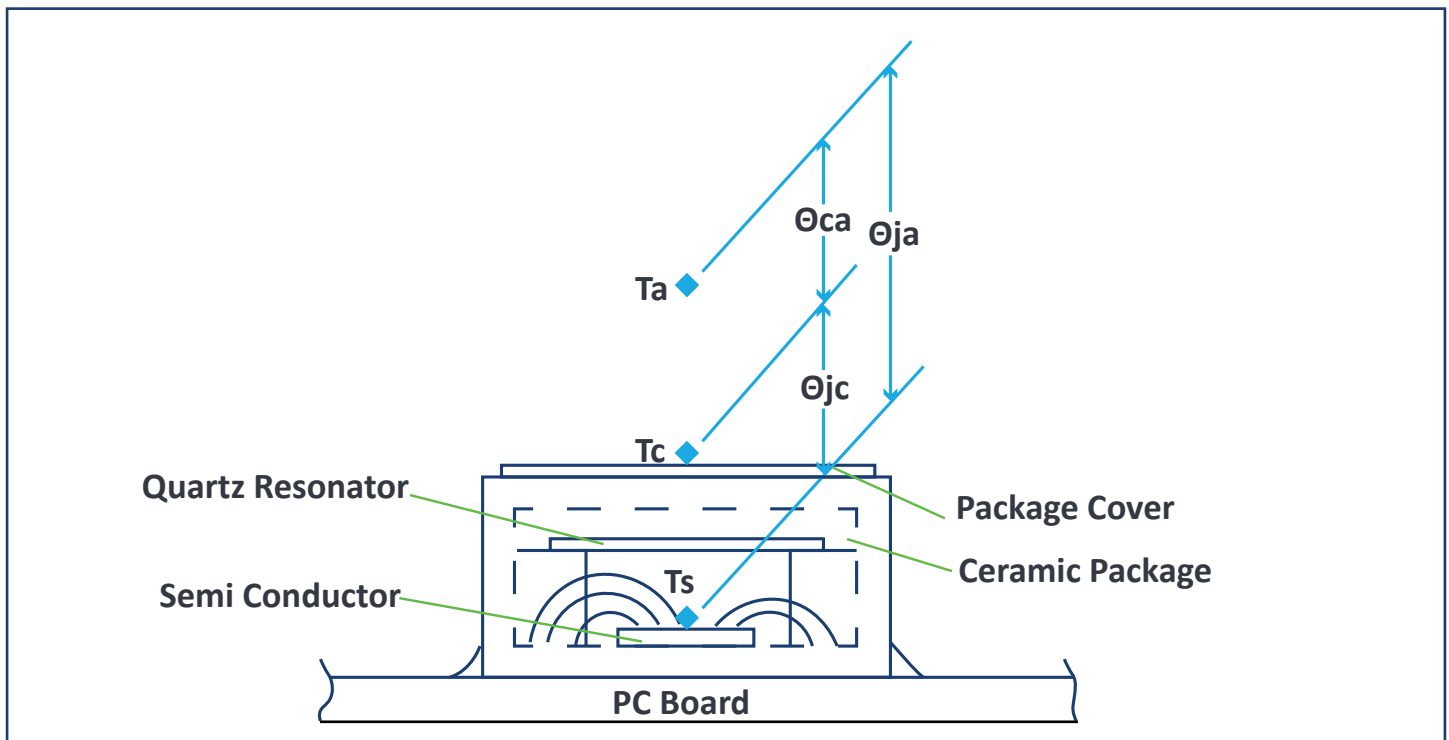 Θca
Θja
Ta
Θjc
Tc
Quartz Resonator
Package Cover
Ceramic Package
Ts
Semi Conductor
PC Board